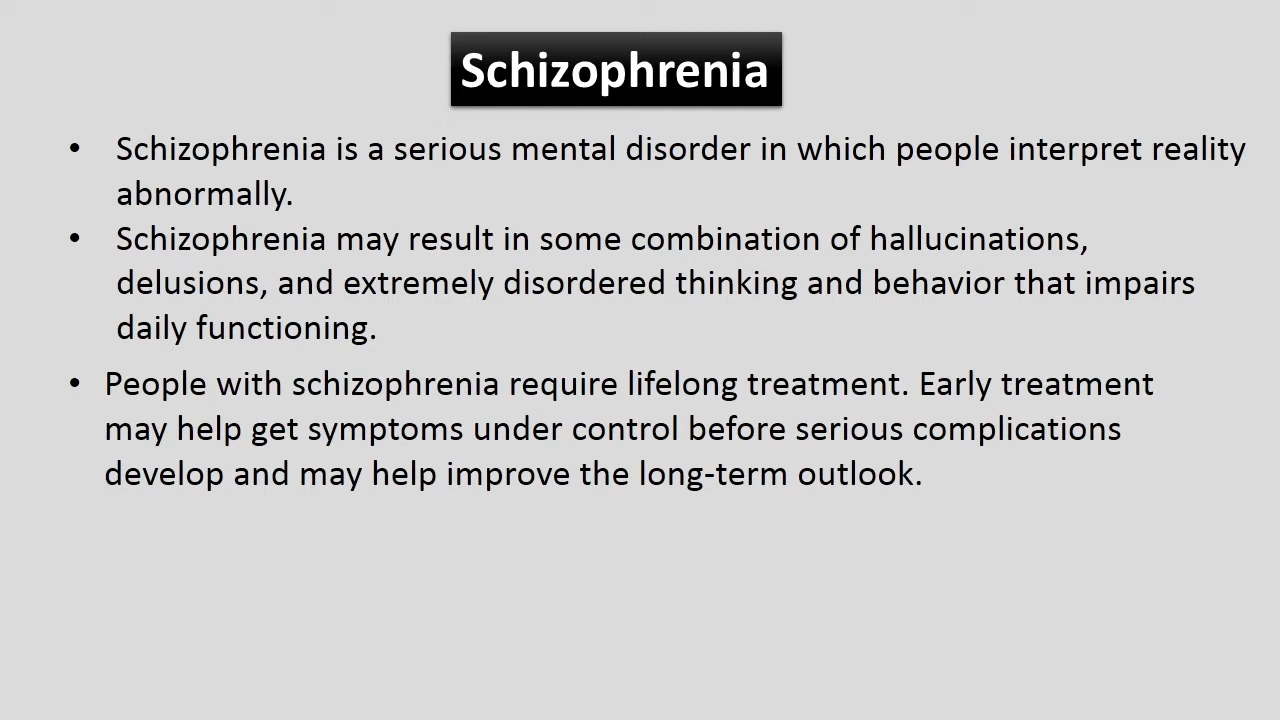 Schizophrenia
• Schizophrenia is a serious mental disorder in which people interpret reality
abnormally.
• Schizophrenia may result in some combination of hallucinations,
delusions, and extremely disordered thinking and behavior that impairs
daily functioning.
• People with schizophrenia require lifelong treatment. Early treatment
may help get symptoms under control before serious complications
develop and may help improve the long-term outlook.